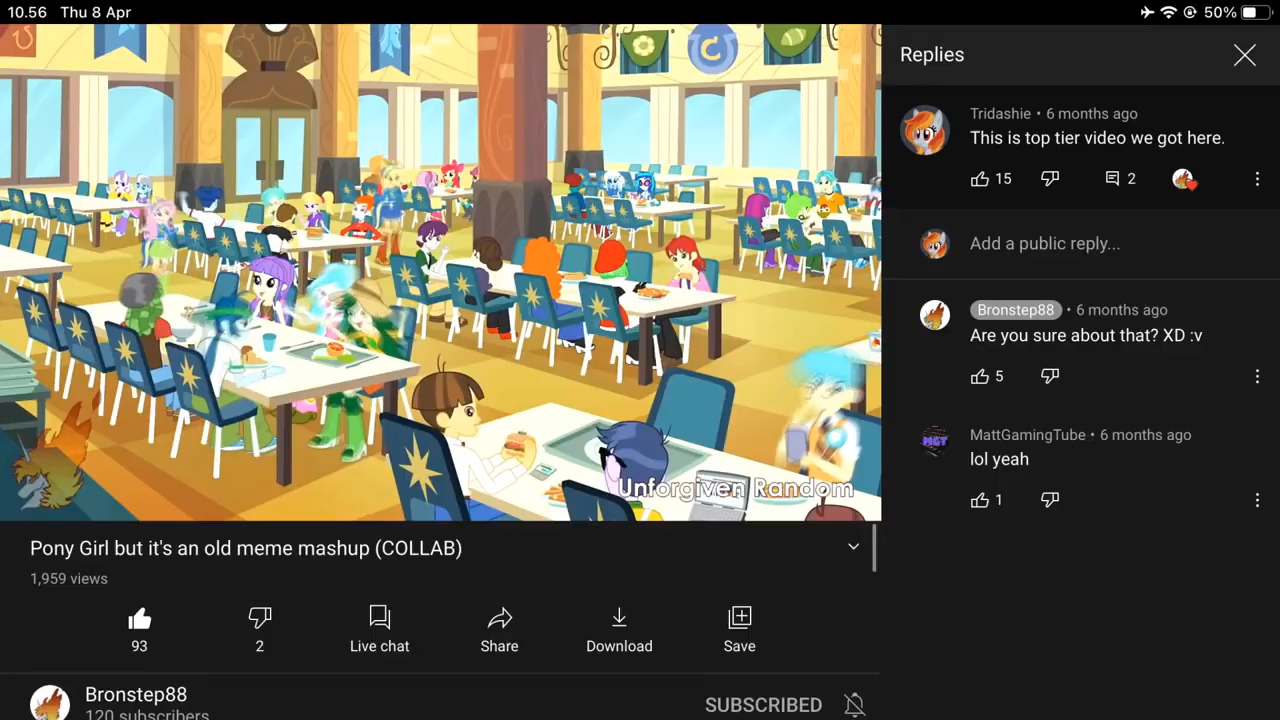 10.56 Thu 8 Apr
50%
Replies
Tridashie • 6 months ago
This is top tier video we got here.
15
2
Add a public reply...
Bronstep88 • 6 months ago
Are you sure about that? XD :v
5
MattGamingTube • 6 months ago
lol yeah
1
MGT
C
Unforgiven Random
Pony Girl but it's an old meme mashup (COLLAB)
1,959 views
93
2
Live chat
Share
Download
Save
Bronstep88
120 subscribers
SUBSCRIBED